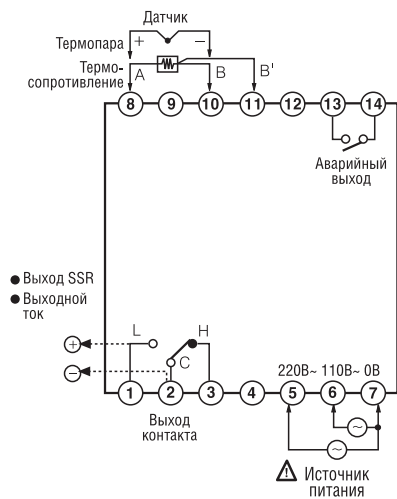 Датчик
Термопара
+
−
Термо-
сопротивление
A
B
B'
8
9
10
11
12
13
14
Аварийный
выход
Выход SSR
Выходной
ток
L
H
C
+
−
220В~ 110В~ 0В
1
2
3
4
5
6
7
Выход
контакта
~
~
Источник
питания